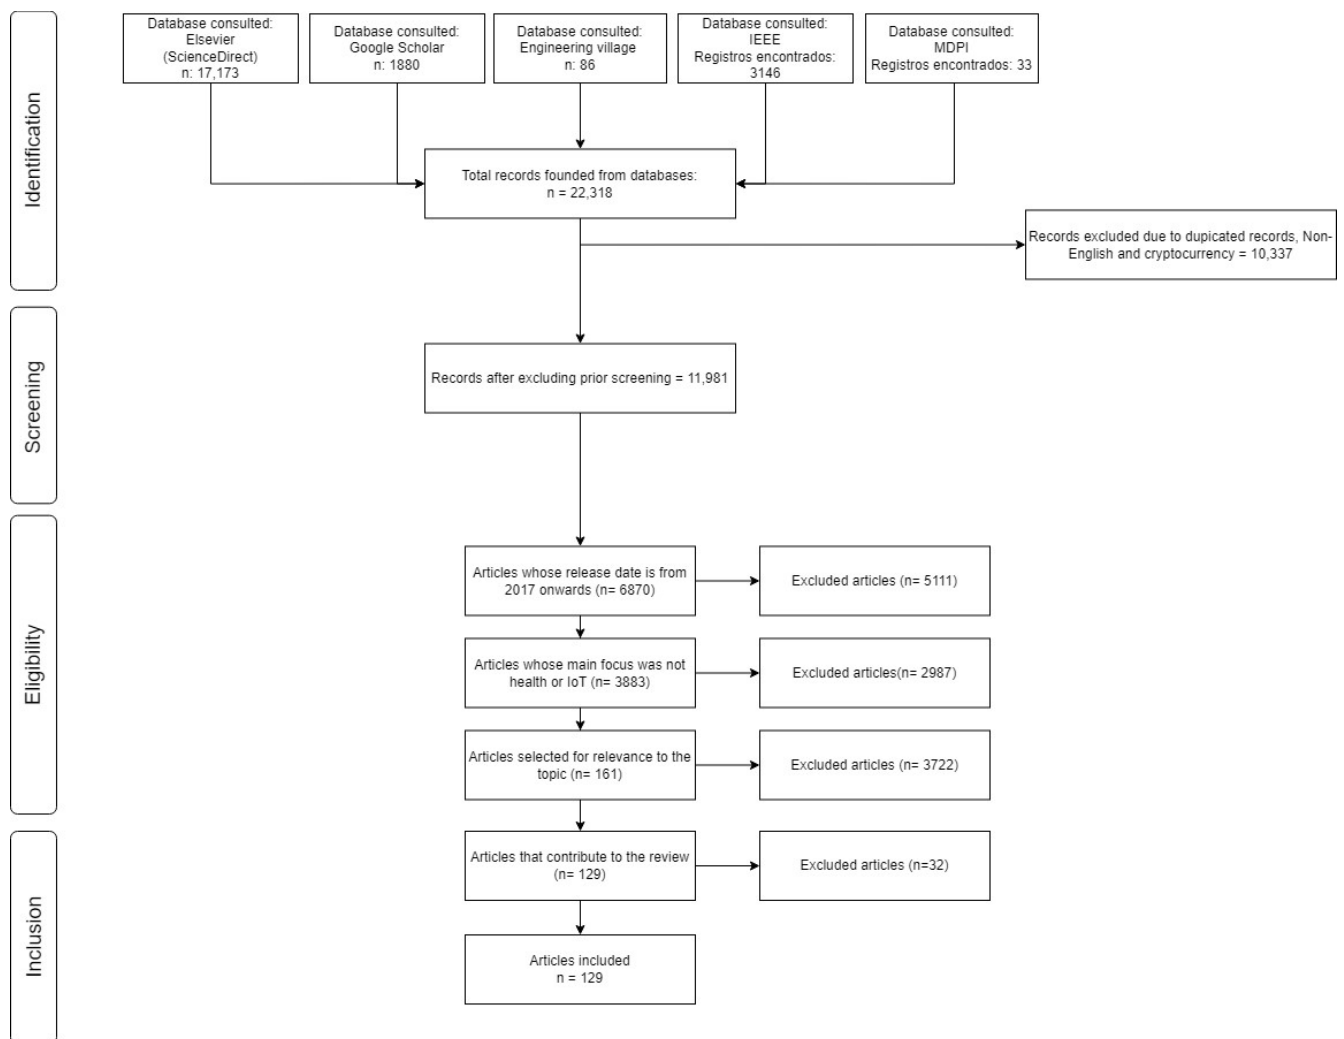 Identification
Database consulted:
Elsevier
(ScienceDirect)
n: 17,173
Database consulted:
Google Scholar
n: 1880
Database consulted:
Engineering village
n: 86
Database consulted:
IEEE
Registros encontrados:
3146
Database consulted:
MDPI
Registros encontrados: 33
Total records founded from databases:
n = 22,318
Records excluded due to dupicated records, Non-
English and cryptocurrency = 10,337
Screening
Records after excluding prior screening = 11,981
Eligibility
Articles whose release date is from
2017 onwards (n= 6870)
Excluded articles (n= 5111)
Articles whose main focus was not
health or IoT (n= 3883)
Excluded articles(n= 2987)
Articles selected for relevance to the
topic (n= 161)
Excluded articles (n= 3722)
Inclusion
Articles that contribute to the review
(n= 129)
Excluded articles (n=32)
Articles included
n = 129